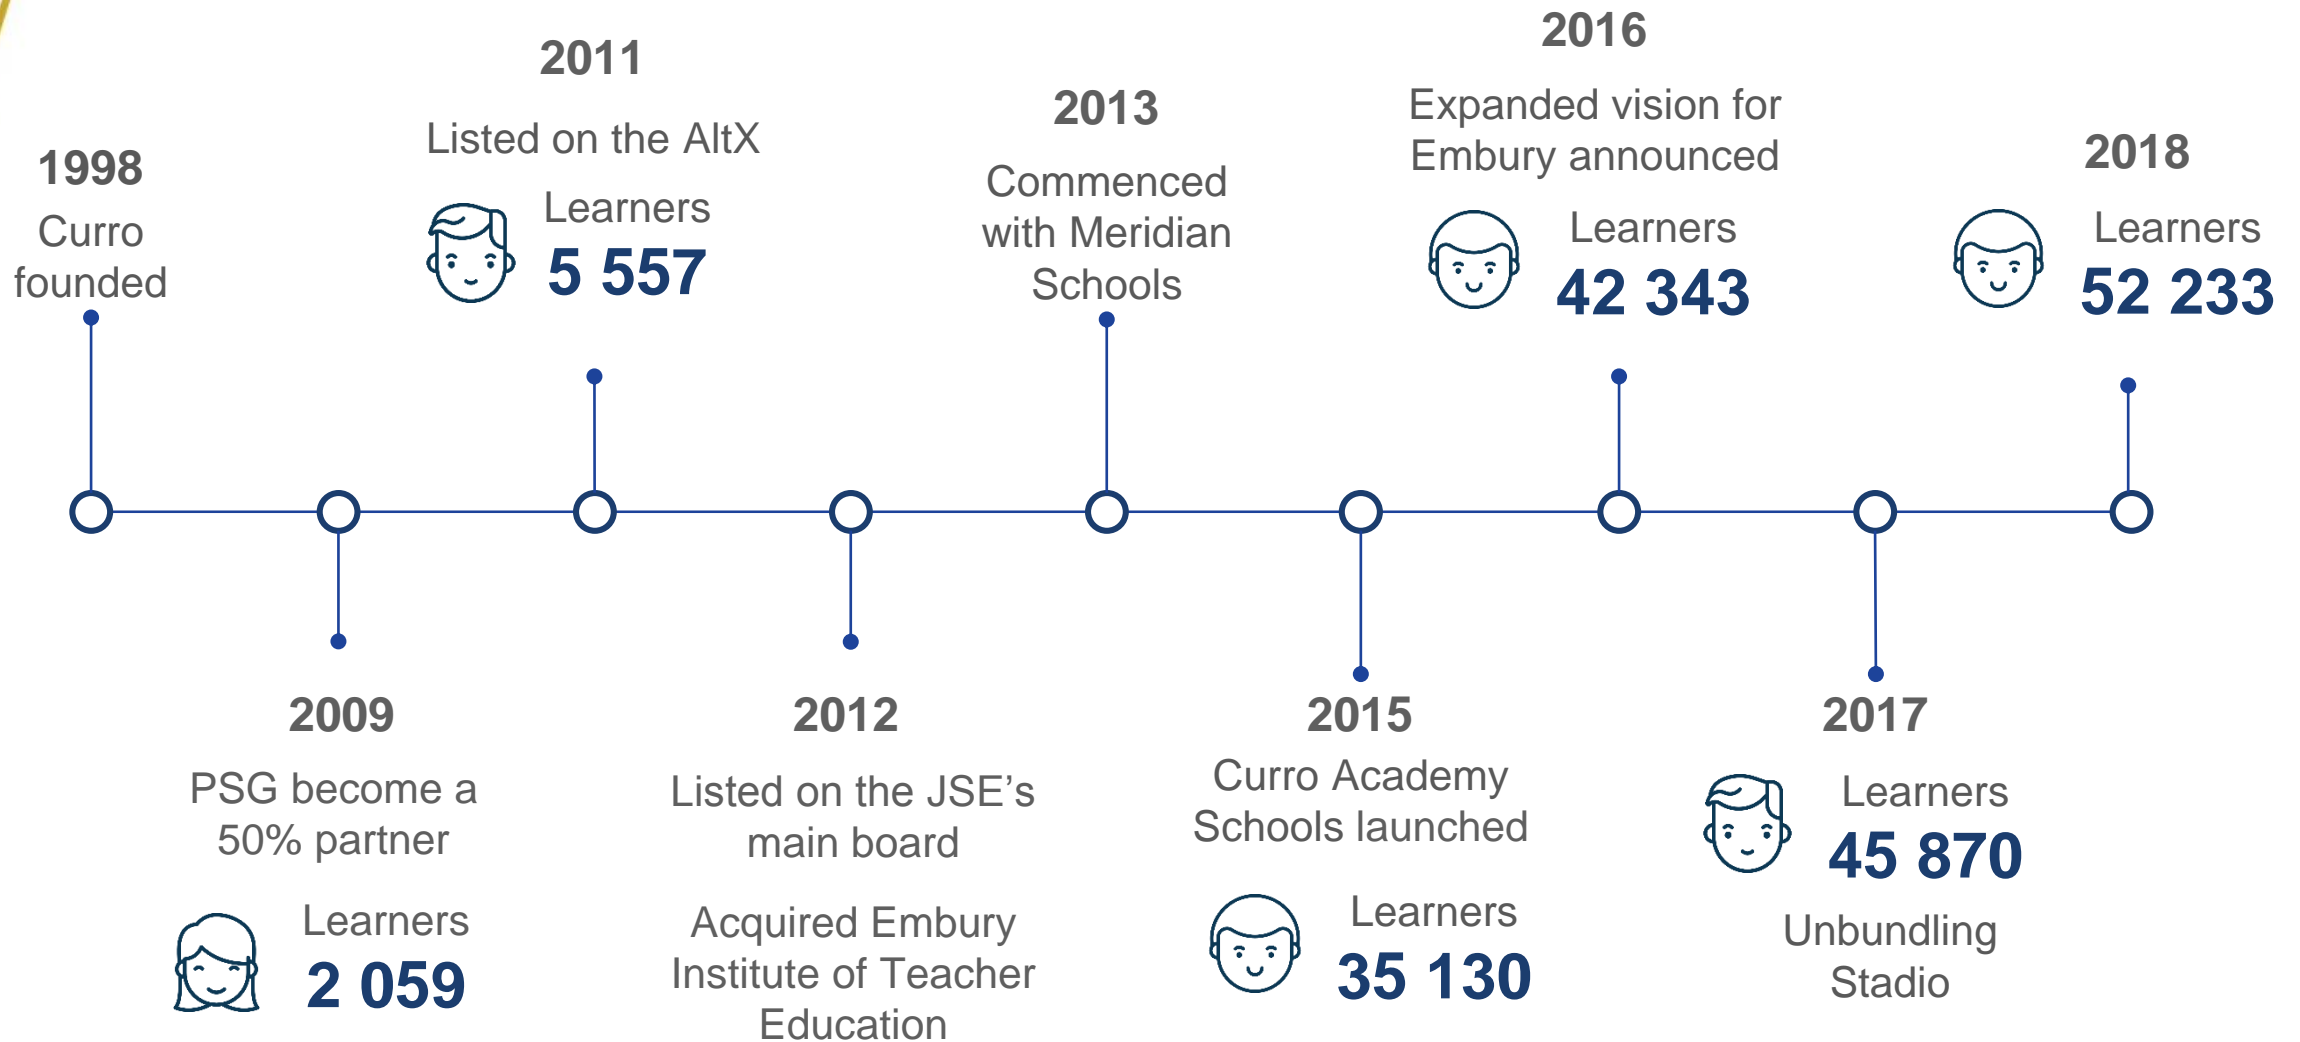 1998
Curro
founded
2009
PSG become a
50% partner
Learners
2 059
2011
Listed on the AltX
Learners
5 557
2012
Listed on the JSE’s
main board
Acquired Embury
Institute of Teacher
Education
2013
Commenced
with Meridian
Schools
2015
Curro Academy
Schools launched
Learners
35 130
2016
Expanded vision for
Embury announced
Learners
42 343
2017
Learners
45 870
Unbundling
Stadio
2018
Learners
52 233